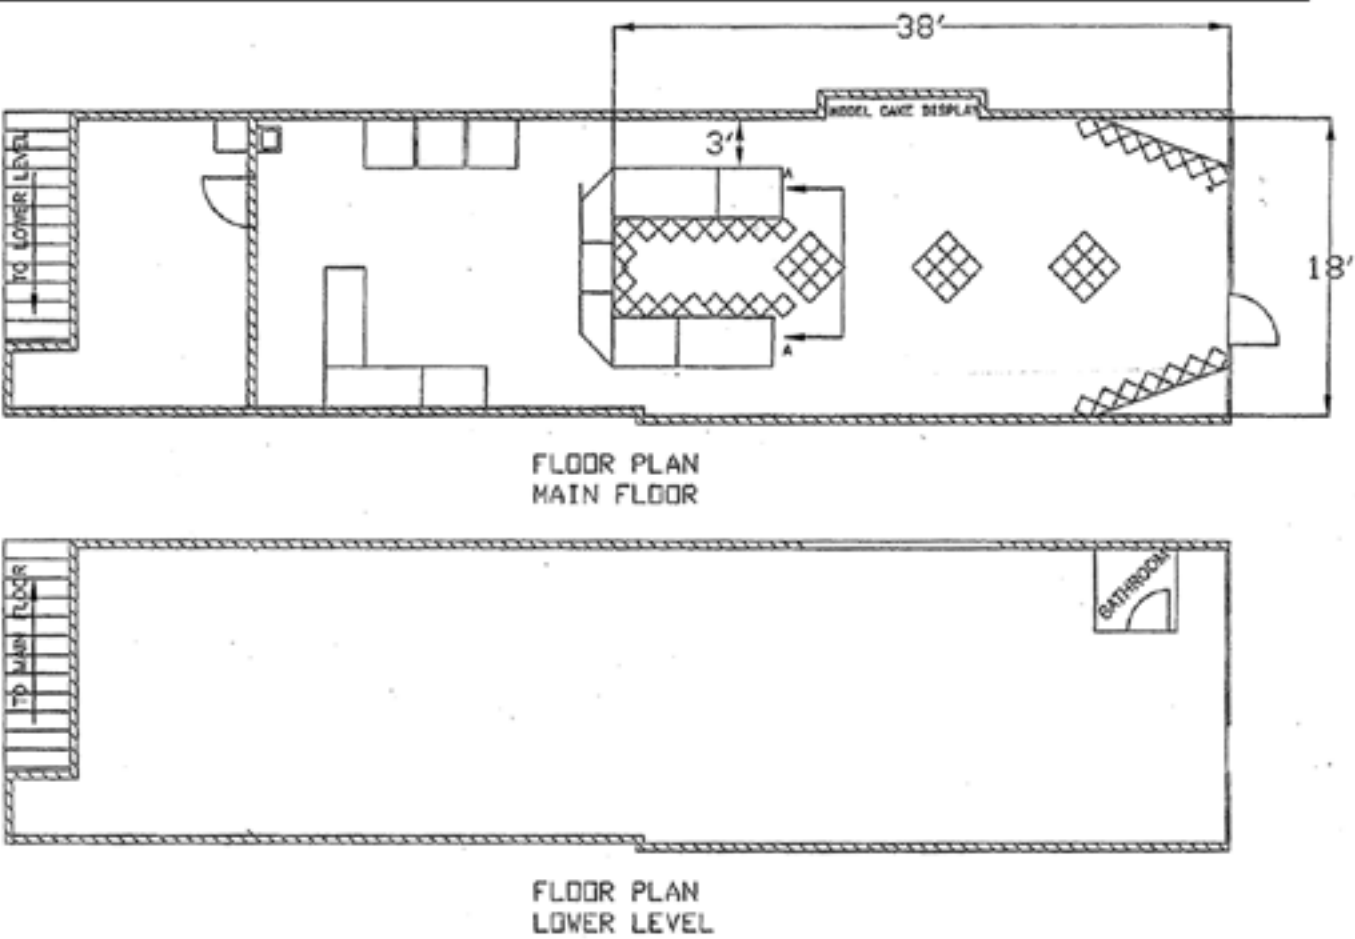 38'
MODEL CAKE DISPLAY
3'
TO LOWER LEVEL
A
18'
A
FLOOR PLAN
MAIN FLOOR
TO MAIN FLOOR
BATHROOM
FLOOR PLAN
LOWER LEVEL